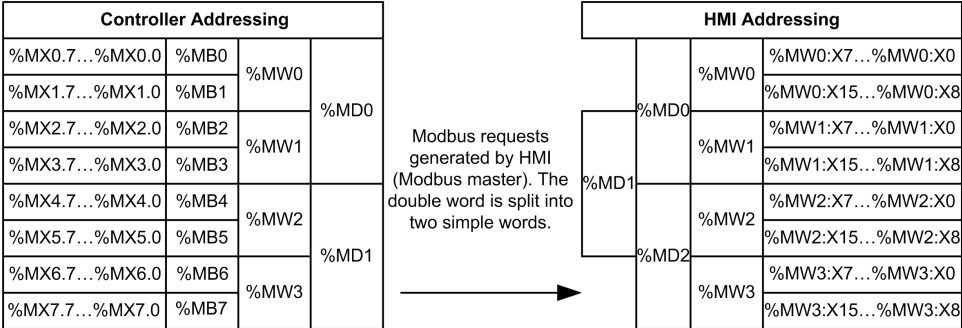 Controller Addressing
%MX0.7…%MX0.0 %MB0 %MW0 %MD0
%MX1.7…%MX1.0 %MB1
%MX2.7…%MX2.0 %MB2 %MW1
%MX3.7…%MX3.0 %MB3
%MX4.7…%MX4.0 %MB4 %MW2 %MD1
%MX5.7…%MX5.0 %MB5
%MX6.7…%MX6.0 %MB6 %MW3
%MX7.7…%MX7.0 %MB7
Modbus requests
generated by HMI
(Modbus master). The
double word is split into
two simple words.
HMI Addressing
%MD0 %MW0 %MW0:X7…%MW0:X0
%MW0:X15…%MW0:X8
%MD1 %MW1 %MW1:X7…%MW1:X0
%MW1:X15…%MW1:X8
%MD2 %MW2 %MW2:X7…%MW2:X0
%MW2:X15…%MW2:X8
%MW3 %MW3:X7…%MW3:X0
%MW3:X15…%MW3:X8